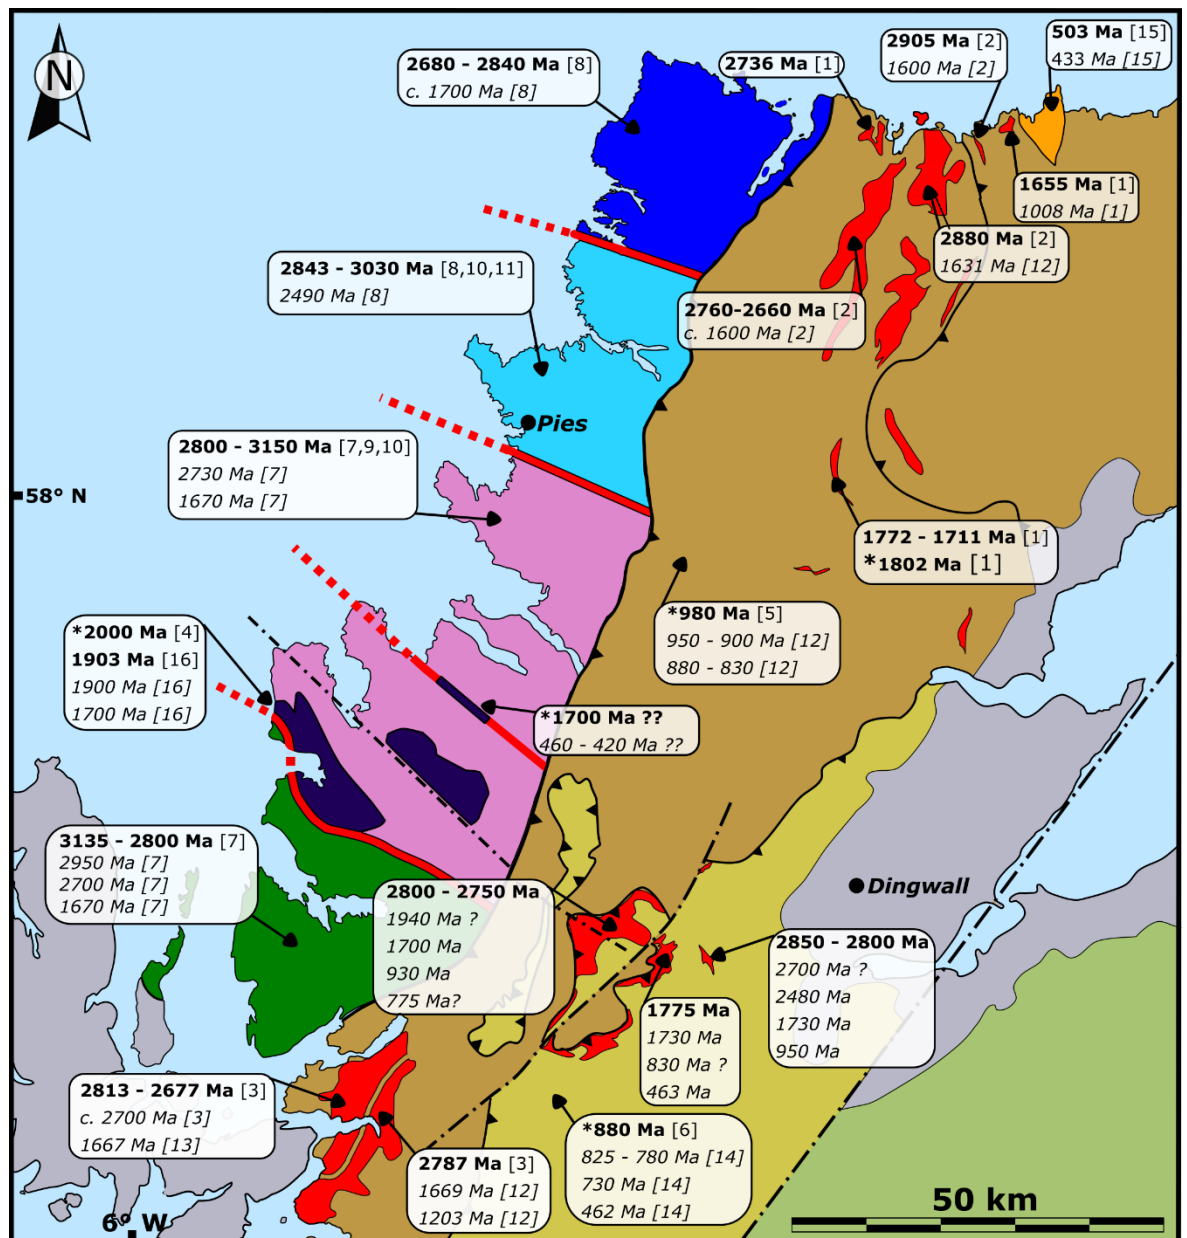 N
2680 - 2840 Ma [8]
c. 1700 Ma [8]
2736 Ma [1]
2905 Ma [2]
1600 Ma [2]
503 Ma [15]
433 Ma [15]
1655 Ma [1]
1008 Ma [1]
2880 Ma [2]
1631 Ma [12]
2843 - 3030 Ma [8,10,11]
2490 Ma [8]
2760-2660 Ma [2]
c. 1600 Ma [2]
Pies
2800 - 3150 Ma [7,9,10]
2730 Ma [7]
1670 Ma [7]
58° N
1772 - 1711 Ma [1]
*1802 Ma [1]
*980 Ma [5]
950 - 900 Ma [12]
880 - 830 [12]
*2000 Ma [4]
1903 Ma [16]
1900 Ma [16]
1700 Ma [16]
*1700 Ma ??
460 - 420 Ma ??
3135 - 2800 Ma [7]
2950 Ma [7]
2700 Ma [7]
1670 Ma [7]
2800 - 2750 Ma
1940 Ma ?
1700 Ma
930 Ma
775 Ma?
Dingwall
2850 - 2800 Ma
2700 Ma ?
2480 Ma
1730 Ma
950 Ma
1775 Ma
1730 Ma
830 Ma ?
463 Ma
2813 - 2677 Ma [3]
c. 2700 Ma [3]
1667 Ma [13]
2787 Ma [3]
1669 Ma [12]
1203 Ma [12]
*880 Ma [6]
825 - 780 Ma [14]
730 Ma [14]
462 Ma [14]
50 km
6° W